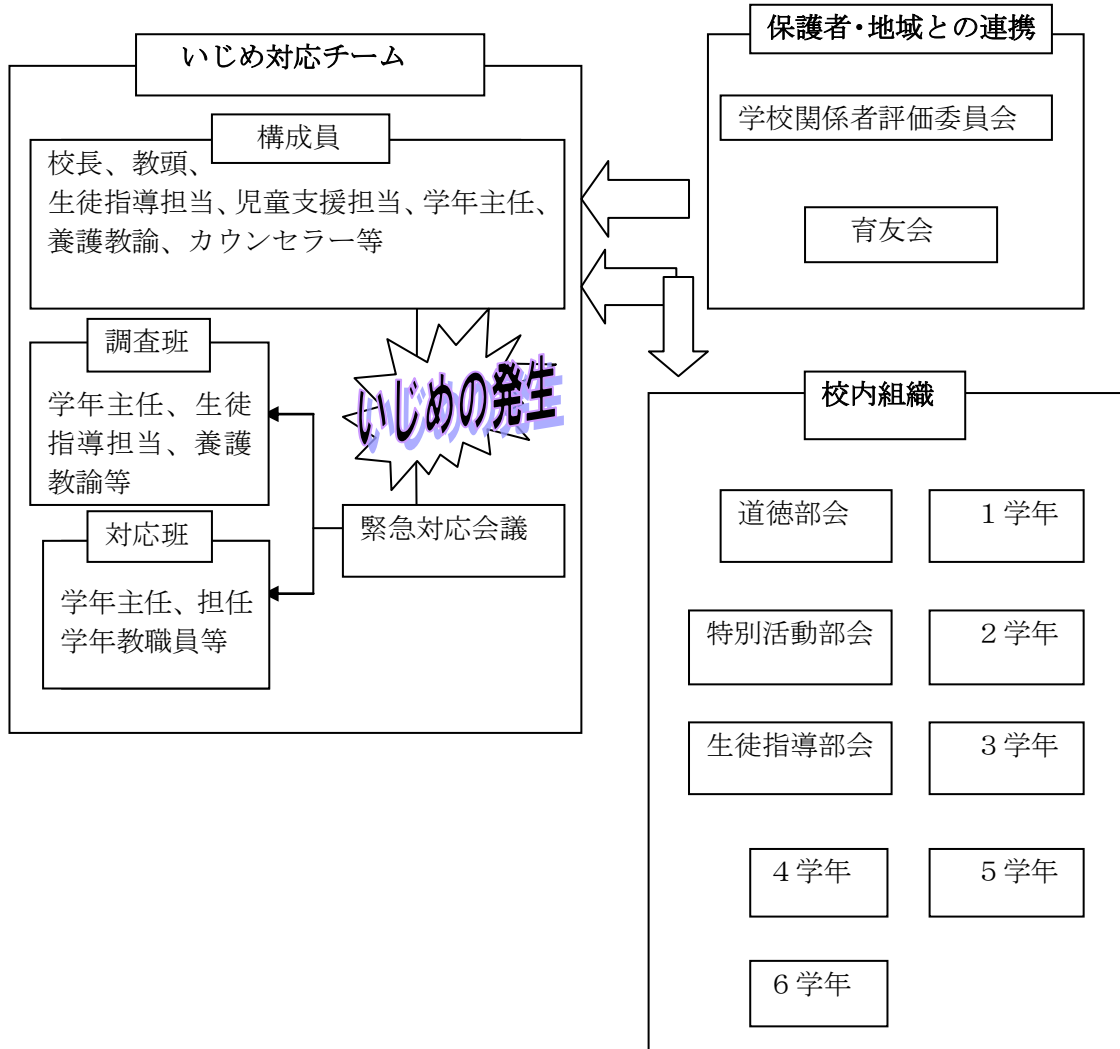 いじめ対応チーム
構成員
校長、教頭、
生徒指導担当、児童支援担当、学年主任、
養護教諭、カウンセラー等
調査班
学年主任、生徒
指導担当、養護
教諭等
対応班
学年主任、担任
学年教職員等
いじめの発生
緊急対応会議
保護者・地域との連携
学校関係者評価委員会
育友会
校内組織
道徳部会
１学年
特別活動部会
２学年
生徒指導部会
３学年
４学年
５学年
６学年